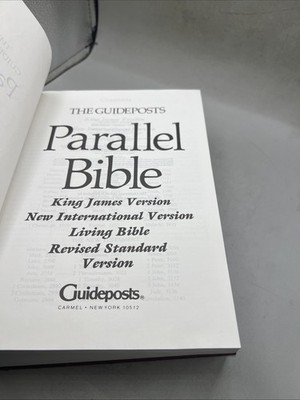 THE GUIDEPOSTS
Parallel
Bible
King James Version
New International Version
Living Bible
Revised Standard
Version
Guideposts®
CARMEL • NEW YORK 10512